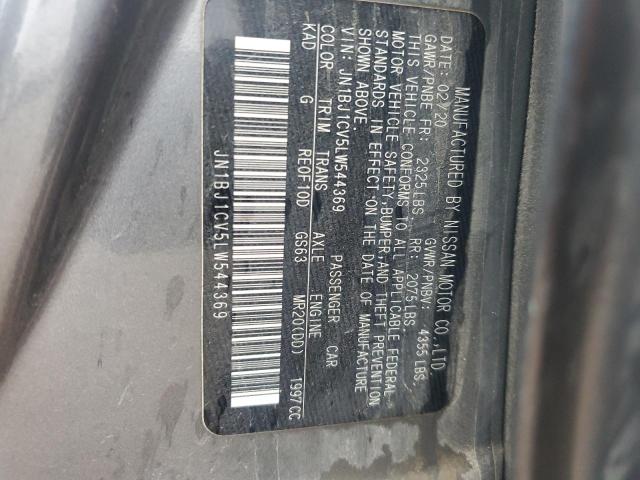 MANUFACTURED BY NISSAN MOTOR CO.,LTD.
DATE: 02/20
GAWR/PNBE FR: 2325LBS. RR: 2075LBS. GVWR/PNBV: 4355 LBS.
THIS VEHICLE CONFORMS TO ALL APPLICABLE FEDERAL
MOTOR VEHICLE SAFETY,BUMPER,AND THEFT PREVENTION
STANDARDS IN EFFECT ON THE DATE OF MANUFACTURE
SHOWN ABOVE.
VIN: JN1BJ1CV5LW544369 PASSENGER CAR
COLOR TRIM TRANS AXLE ENGINE
KAD G RE0F10D GS63 MR20(DD) 1997CC
JN1BJ1CV5LW544369